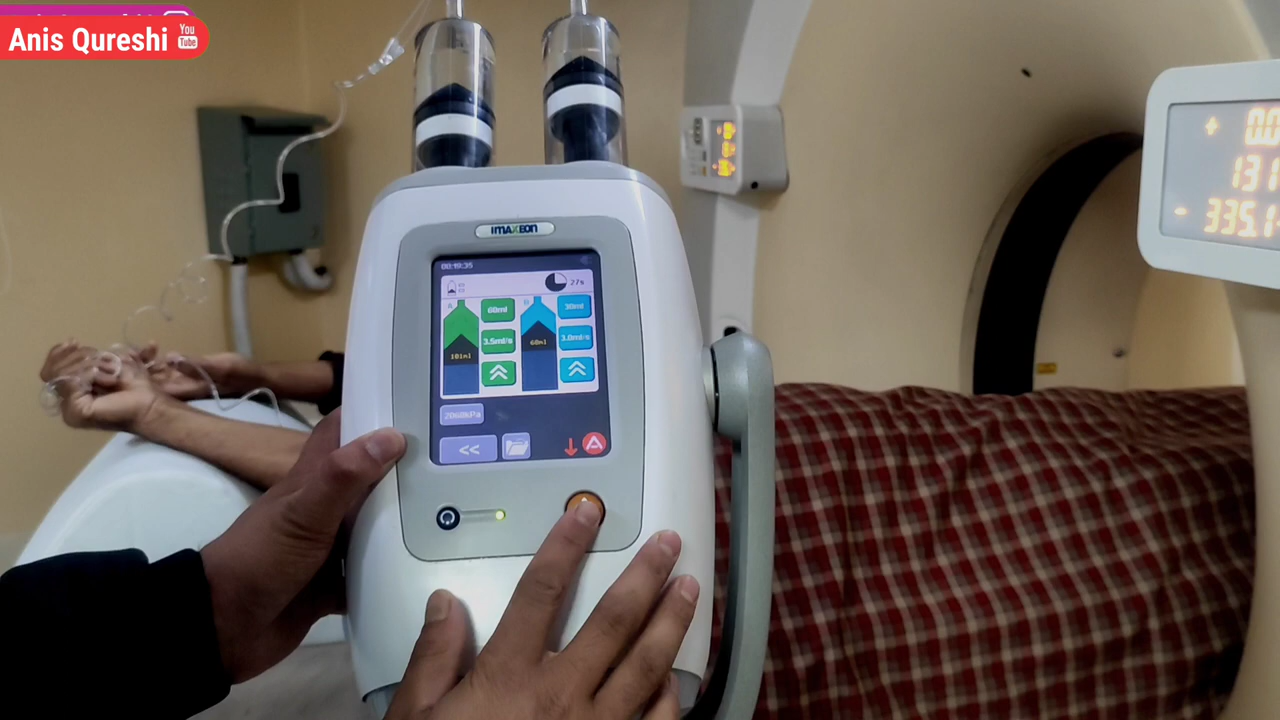 Anis Qureshi
You
Tube
IMAXEON
00:19:35
27%
A
B
60ml
30ml
3.5ml/s
3.0ml/s
101ml
60ml
2068kPa
<<
+ 0.0
131
- 335.1